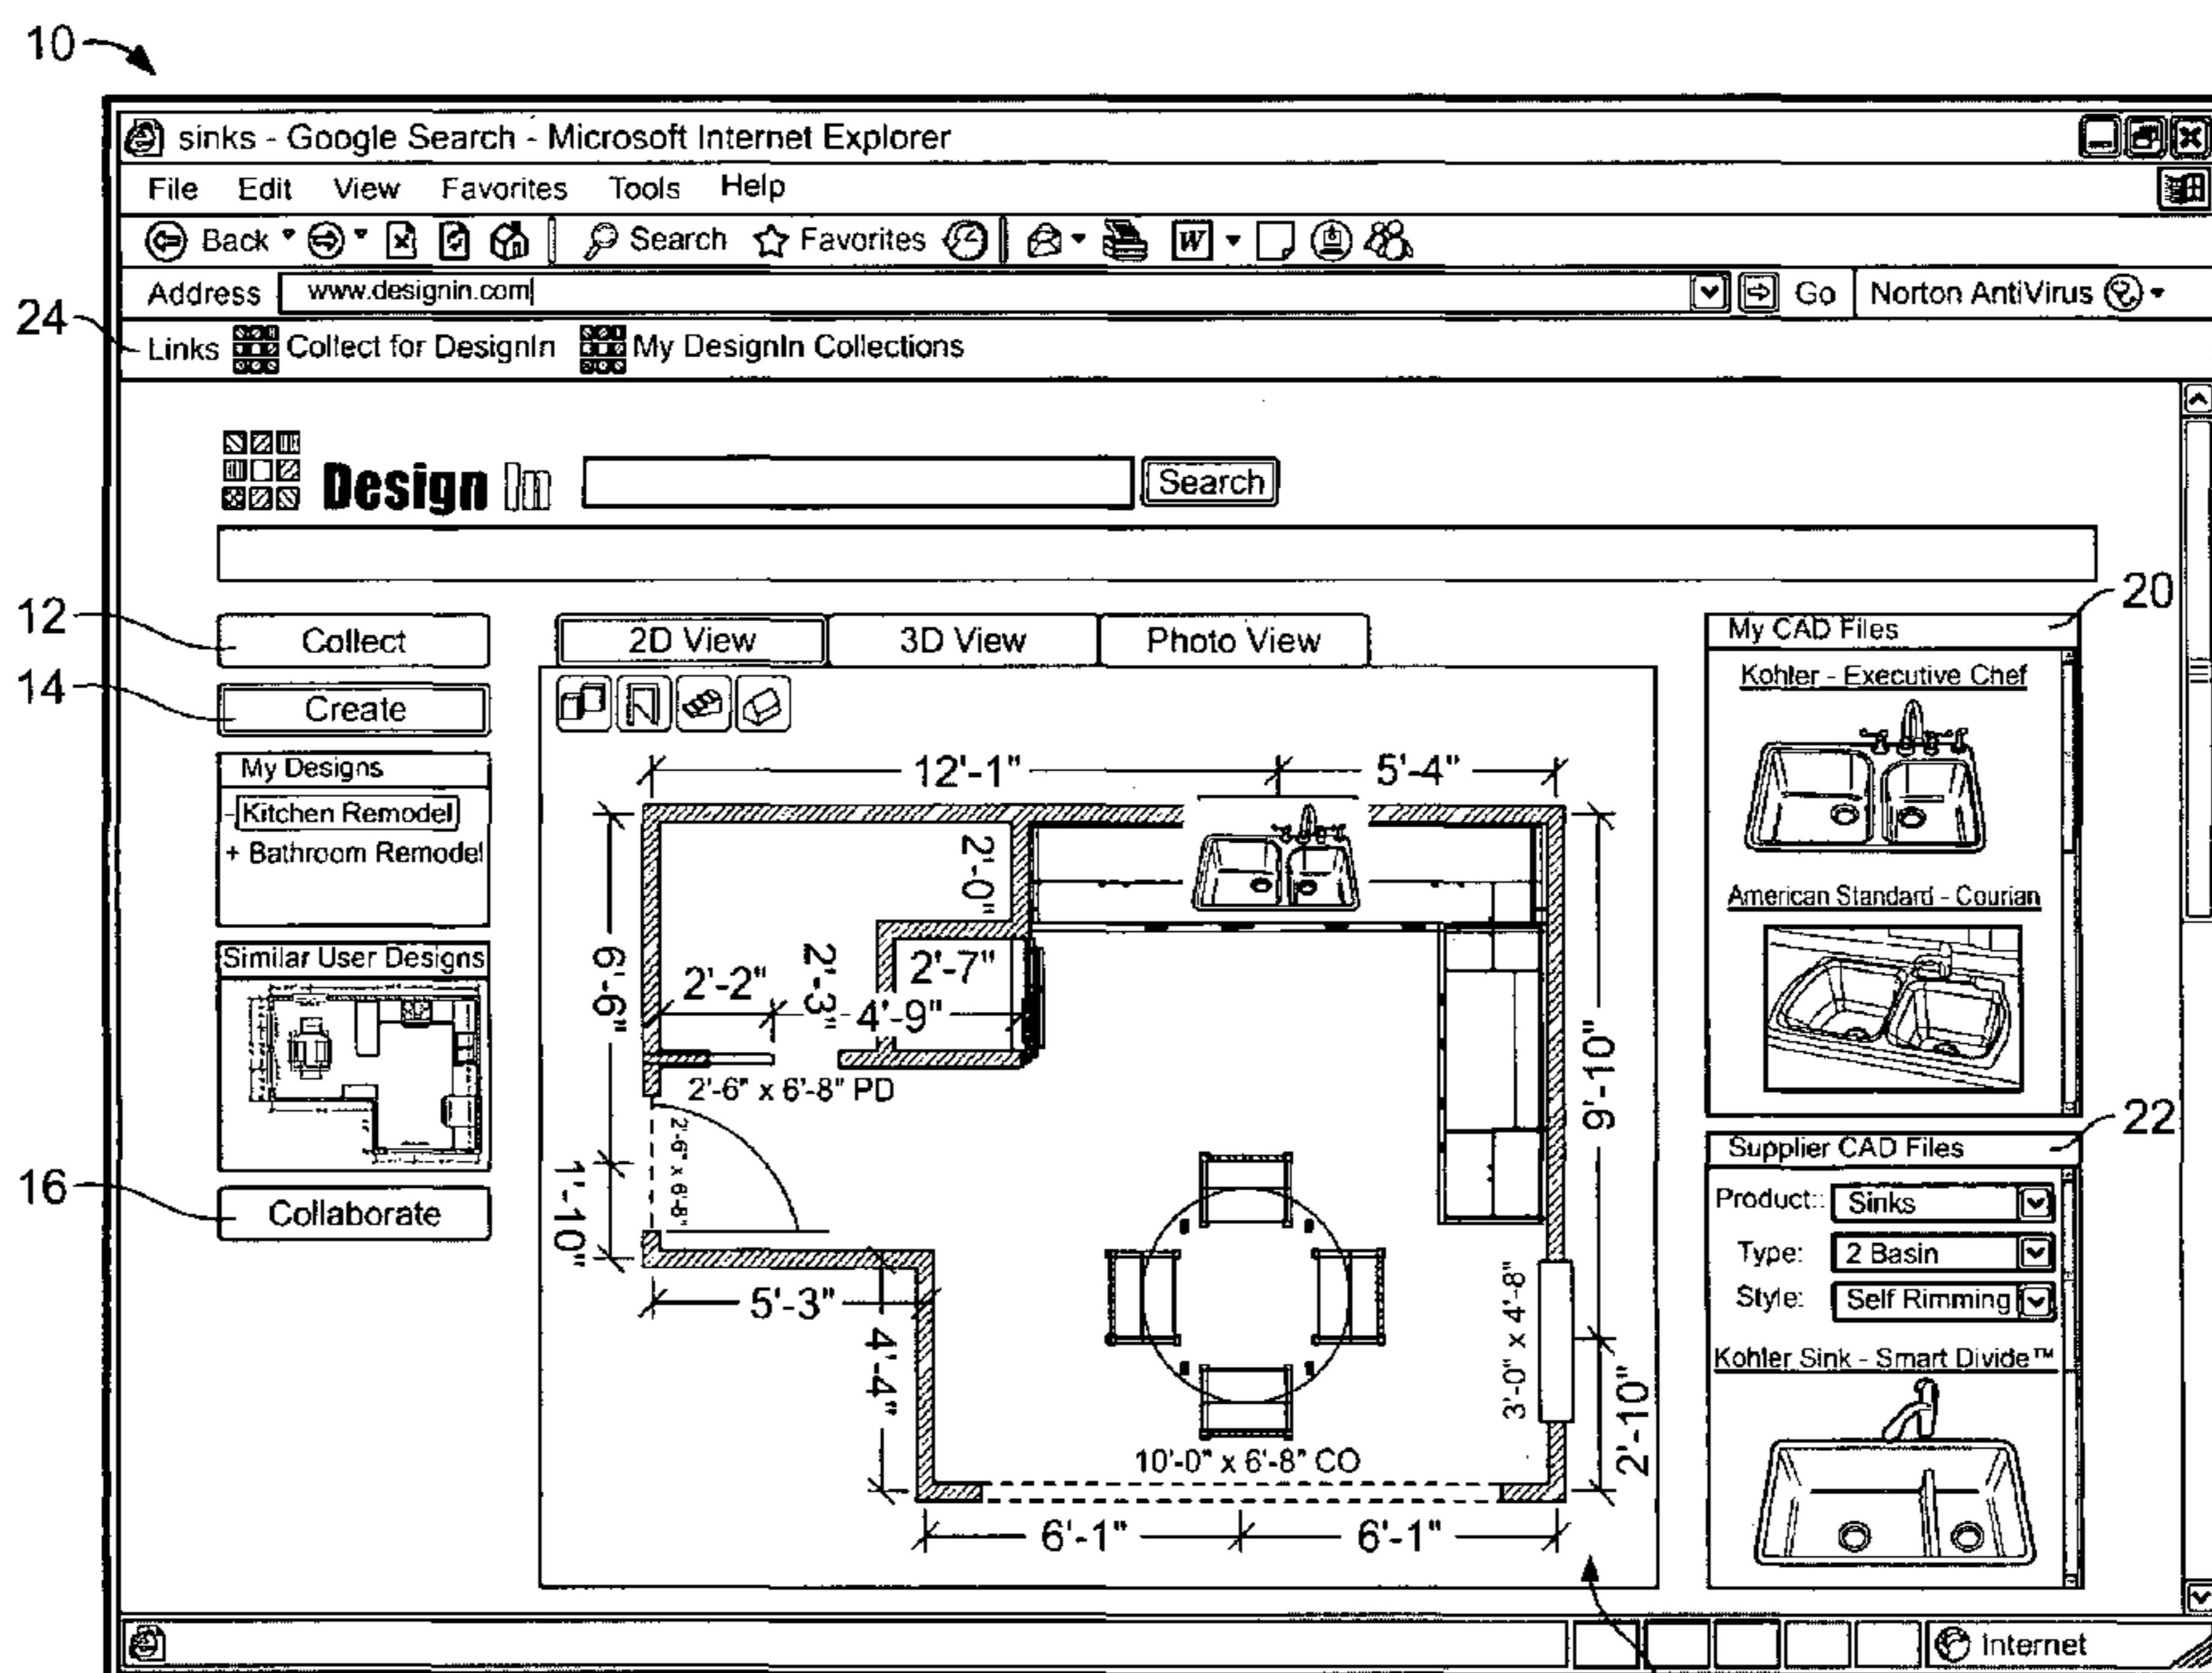 10
sinks - Google Search - Microsoft Internet Explorer
File Edit View Favorites Tools Help
Back Search Favorites W
Address www.designin.com Go Norton AntiVirus
24
Links Collect for DesignIn My DesignIn Collections
Design In Search
12
Collect
14
Create
My Designs
- Kitchen Remodel
+ Bathroom Remodel
Similar User Designs
16
Collaborate
2D View 3D View Photo View
12'-1" 5'-4"
2'-0"
6'-6"
2'-2" 2'-3" 2'-7"
4'-9"
9'-10"
2'-6" x 6'-8" PD
2'-6" x 6'-8"
1'-10"
5'-3"
4'-4"
3'-0" x 4'-8"
2'-10"
10'-0" x 6'-8" CO
6'-1" 6'-1"
20
My CAD Files
Kohler - Executive Chef
American Standard - Courian
22
Supplier CAD Files
Product:: Sinks
Type: 2 Basin
Style: Self Rimming
Kohler Sink - Smart Divide™
Internet